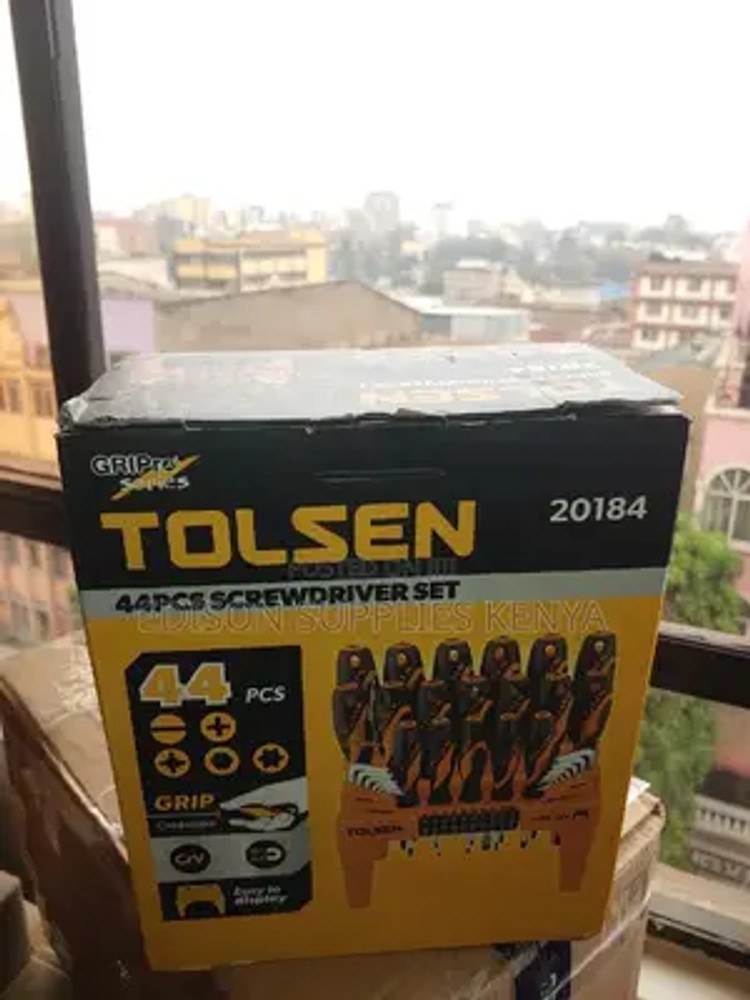 GRIPro
series
TOLSEN
20184
POSTED ON
44PCS SCREWDRIVER SET
EDISON SUPPLIES KENYA
44 PCS
GRIP
TOLSEN
CrV
Easy to
display